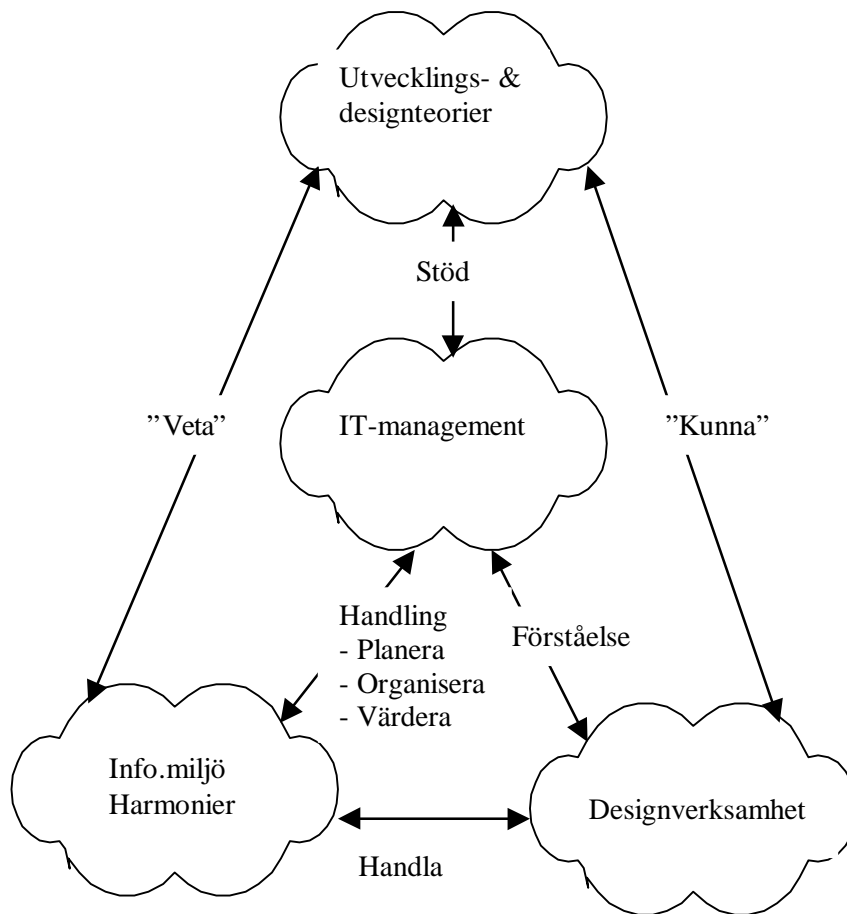 Utvecklings- &
designteorier
Stöd
”Veta”
IT-management
”Kunna”
Handling
- Planera
- Organisera
- Värdera
Förståelse
Info.miljö
Harmonier
Designverksamhet
Handla